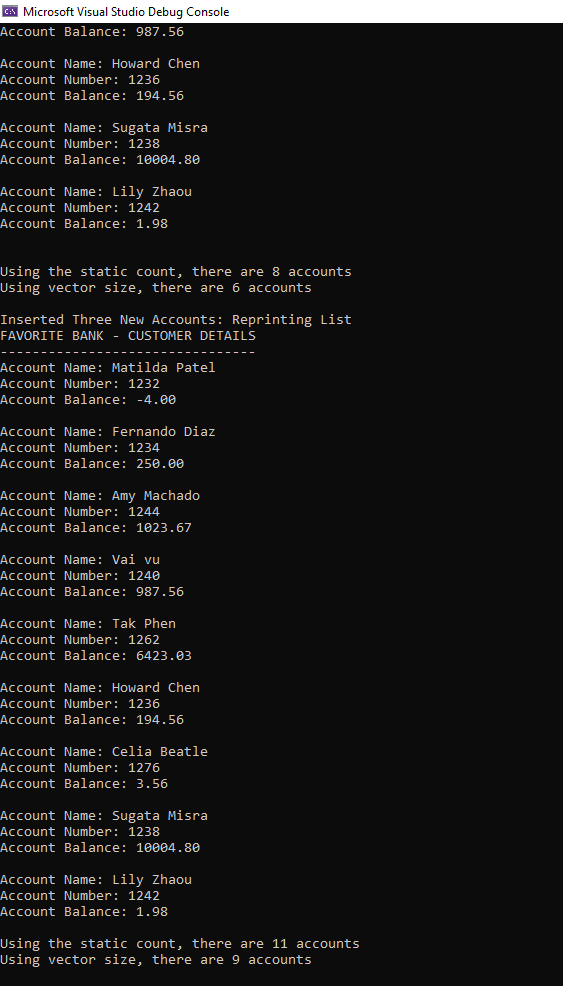 Microsoft Visual Studio Debug Console
Account Balance: 987.56
Account Name: Howard Chen
Account Number: 1236
Account Balance: 194.56
Account Name: Sugata Misra
Account Number: 1238
Account Balance: 10004.80
Account Name: Lily Zhaou
Account Number: 1242
Account Balance: 1.98
Using the static count, there are 8 accounts
Using vector size, there are 6 accounts
Inserted Three New Accounts: Reprinting List
FAVORITE BANK - CUSTOMER DETAILS
--------------------------------
Account Name: Matilda Patel
Account Number: 1232
Account Balance: -4.00
Account Name: Fernando Diaz
Account Number: 1234
Account Balance: 250.00
Account Name: Amy Machado
Account Number: 1244
Account Balance: 1023.67
Account Name: Vai vu
Account Number: 1240
Account Balance: 987.56
Account Name: Tak Phen
Account Number: 1262
Account Balance: 6423.03
Account Name: Howard Chen
Account Number: 1236
Account Balance: 194.56
Account Name: Celia Beatle
Account Number: 1276
Account Balance: 3.56
Account Name: Sugata Misra
Account Number: 1238
Account Balance: 10004.80
Account Name: Lily Zhaou
Account Number: 1242
Account Balance: 1.98
Using the static count, there are 11 accounts
Using vector size, there are 9 accounts